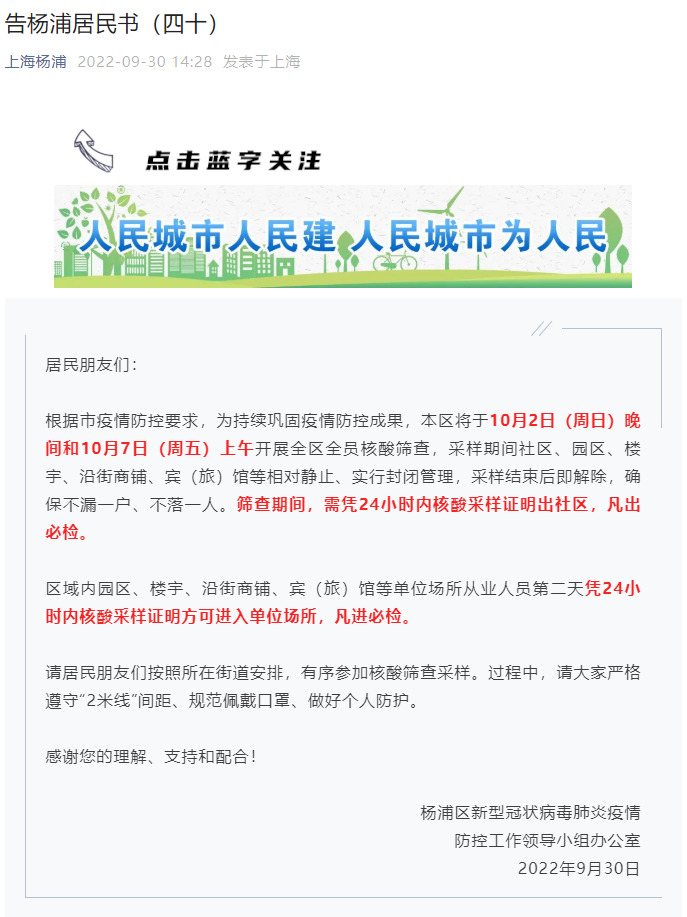 告杨浦居民书（四十）
上海杨浦 2022-09-30 14:28 发表于上海
点击蓝字关注
人民城市人民建 人民城市为人民
居民朋友们：
根据市疫情防控要求，为持续巩固疫情防控成果，本区将于10月2日（周日）晚
间和10月7日（周五）上午开展全区全员核酸筛查，采样期间社区、园区、楼
宇、沿街商铺、宾（旅）馆等相对静止、实行封闭管理，采样结束后即解除，确
保不漏一户、不落一人。筛查期间，需凭24小时内核酸采样证明出社区，凡出
必检。
区域内园区、楼宇、沿街商铺、宾（旅）馆等单位场所从业人员第二天凭24小
时内核酸采样证明方可进入单位场所，凡进必检。
请居民朋友们按照所在街道安排，有序参加核酸筛查采样。过程中，请大家严格
遵守“2米线”间距、规范佩戴口罩、做好个人防护。
感谢您的理解、支持和配合！
杨浦区新型冠状病毒肺炎疫情
防控工作领导小组办公室
2022年9月30日